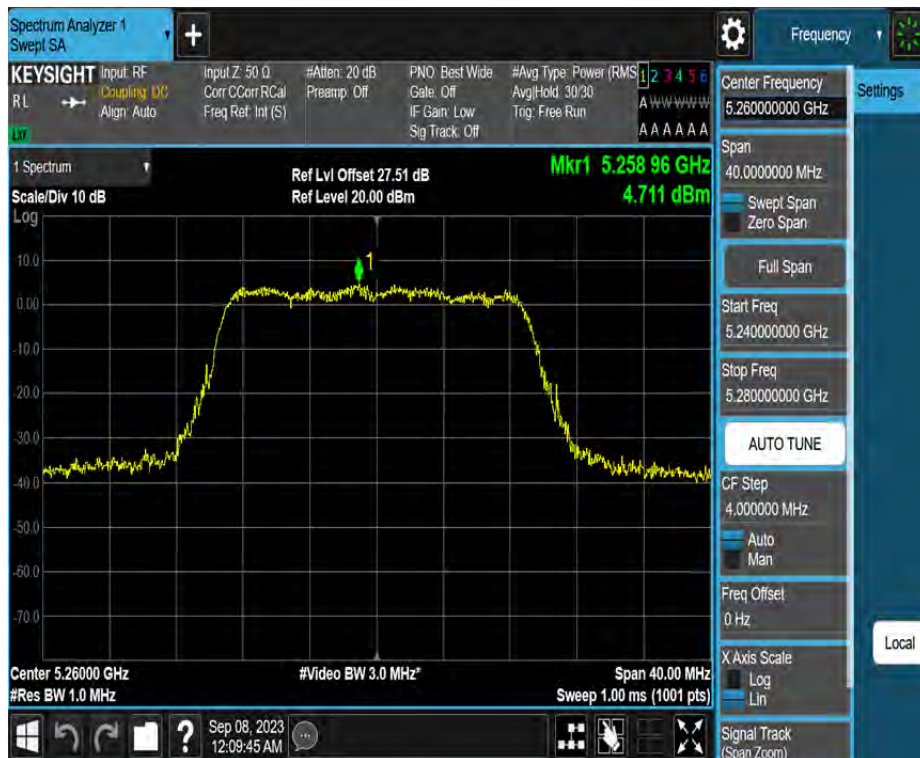 Spectrum Analyzer 1
Swept SA
+
Frequency
KEYSIGHT
RL
LXI
Input: RF
Coupling: DC
Align: Auto
Input Z: 50 Ω
Corr CCorr RCal
Freq Ref: Int (S)
#Atten: 20 dB
Preamp: Off
PNO: Best Wide
Gate: Off
IF Gain: Low
Sig Track: Off
#Avg Type: Power (RMS
Avg|Hold: 30/30
Trig: Free Run
1 2 3 4 5 6
A W W W W W
A A A A A A
1 Spectrum
Scale/Div 10 dB
Log
Ref Lvl Offset 27.51 dB
Ref Level 20.00 dBm
Mkr1 5.258 96 GHz
4.711 dBm
1
10.0
0.00
-10.0
-20.0
-30.0
-40.0
-50.0
-60.0
-70.0
Center 5.26000 GHz
#Res BW 1.0 MHz
#Video BW 3.0 MHz*
Span 40.00 MHz
Sweep 1.00 ms (1001 pts)
Center Frequency
5.260000000 GHz
Span
40.0000000 MHz
Swept Span
Zero Span
Full Span
Start Freq
5.240000000 GHz
Stop Freq
5.280000000 GHz
AUTO TUNE
CF Step
4.000000 MHz
Auto
Man
Freq Offset
0 Hz
X Axis Scale
Log
Lin
Signal Track
(Span Zoom)
Settings
Local
?
Sep 08, 2023
12:09:45 AM